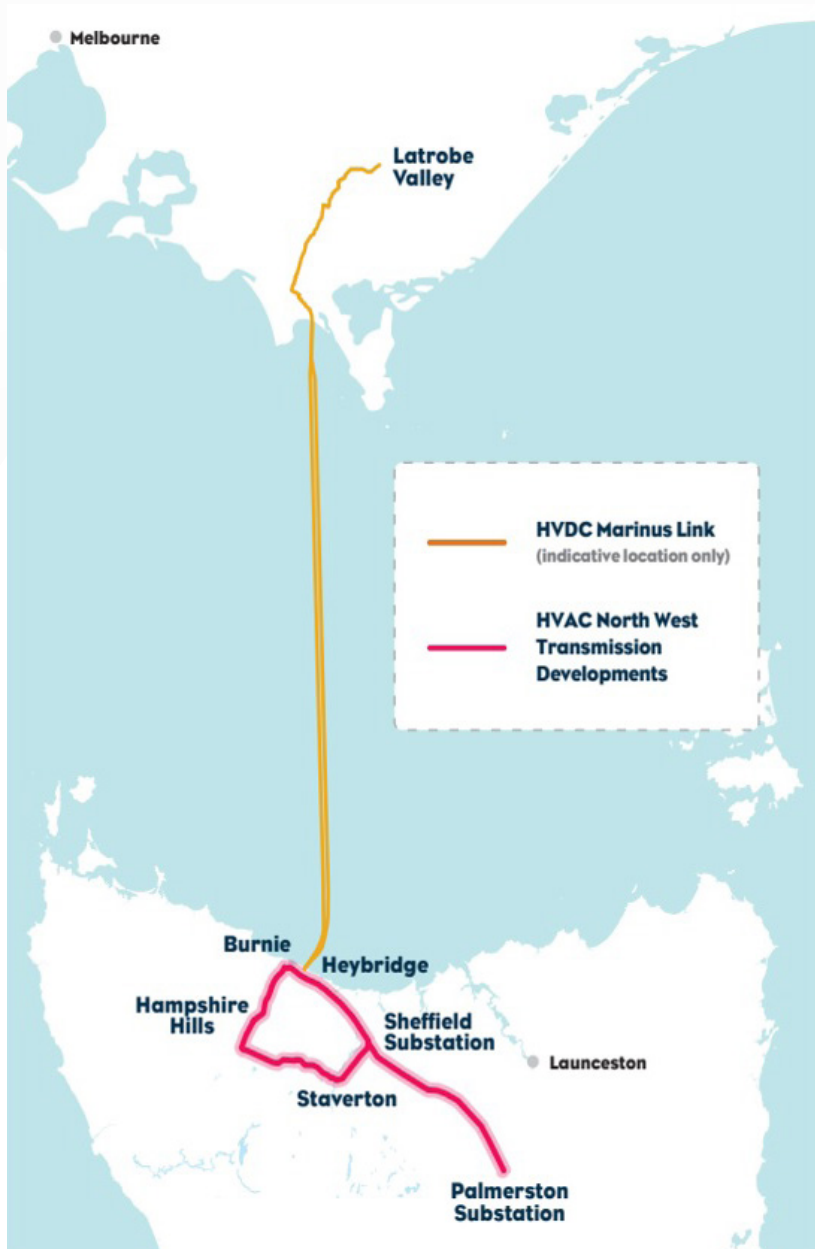 Melbourne
Latrobe
Valley
HVDC Marinus Link
(indicative location only)
HVAC North West
Transmission
Developments
Burnie
Heybridge
Hampshire
Hills
Sheffield
Substation
Launceston
Staverton
Palmerston
Substation